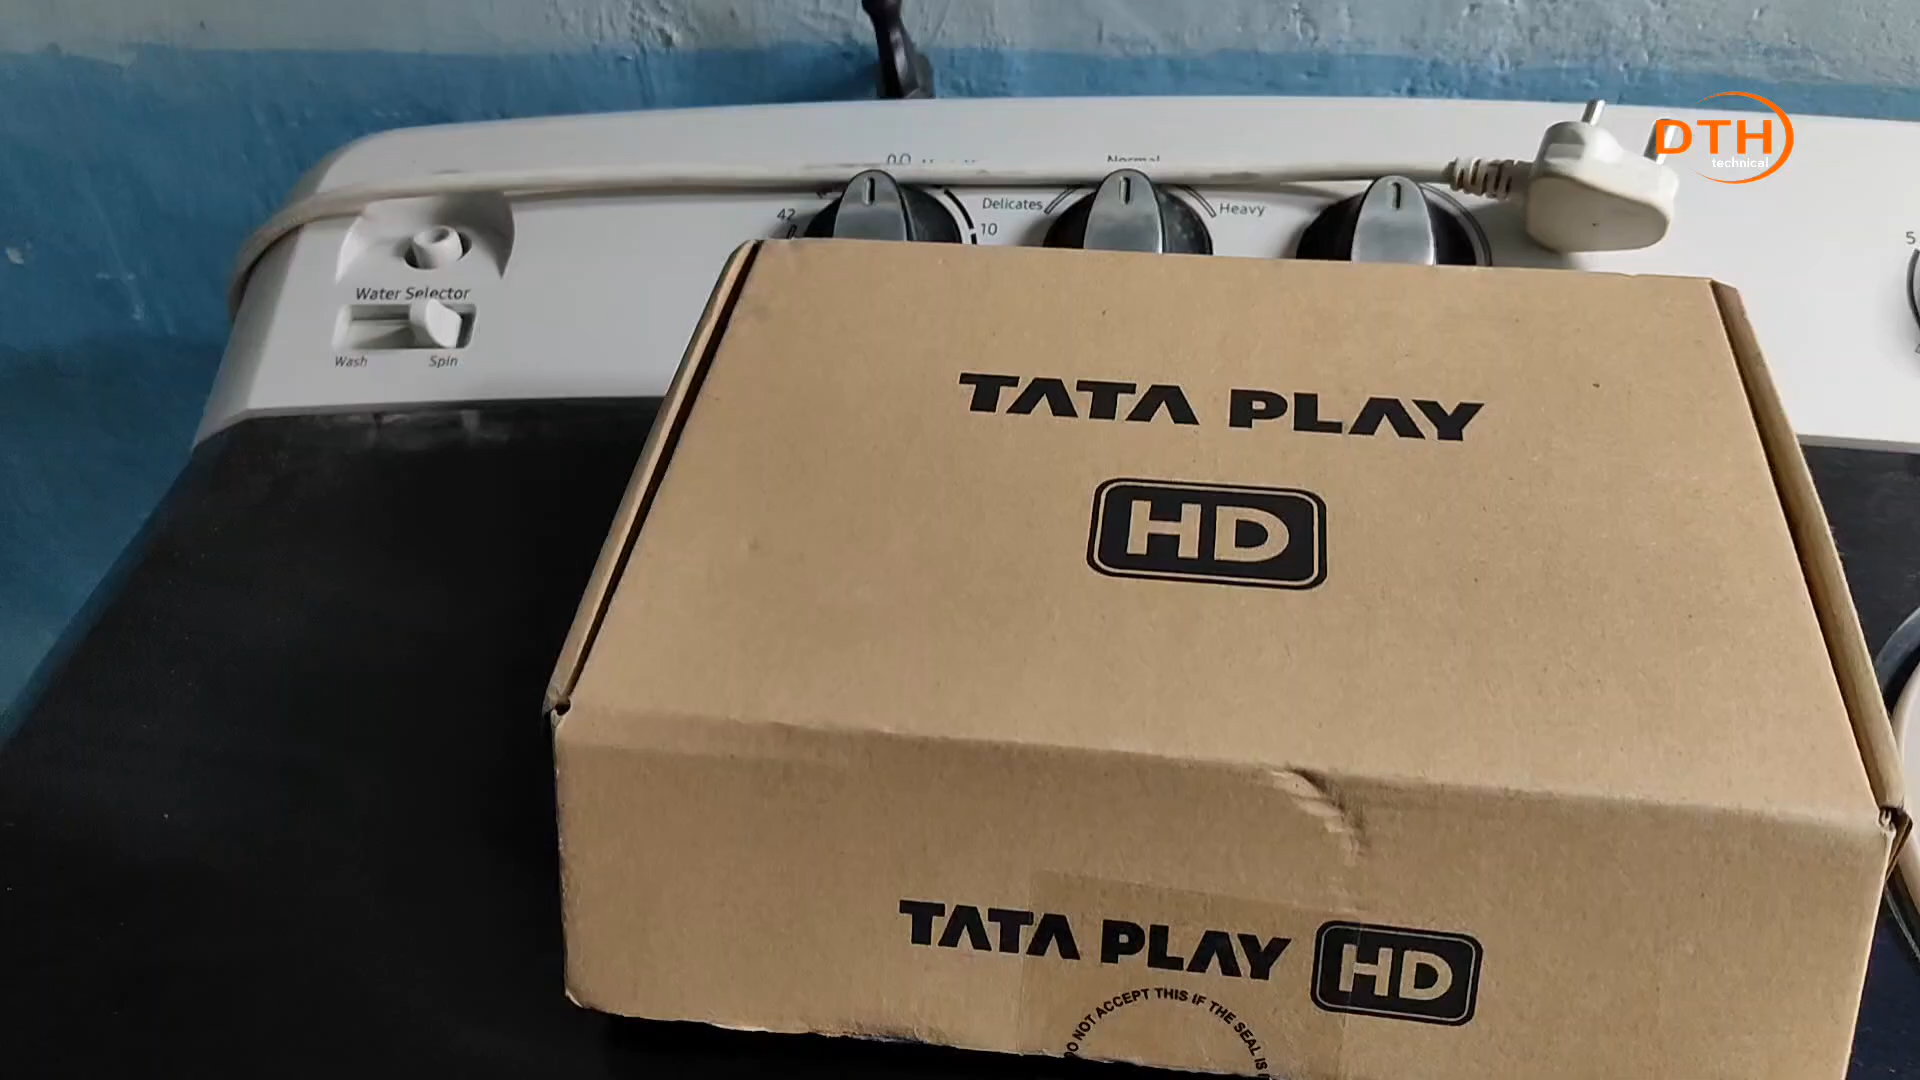 DTH
technical
Normal
42
Delicates
Heavy
10
5
Water Selector
Wash
Spin
TATA PLAY
HD
TATA PLAY HD
DO NOT ACCEPT THIS IF THE SEAL IS